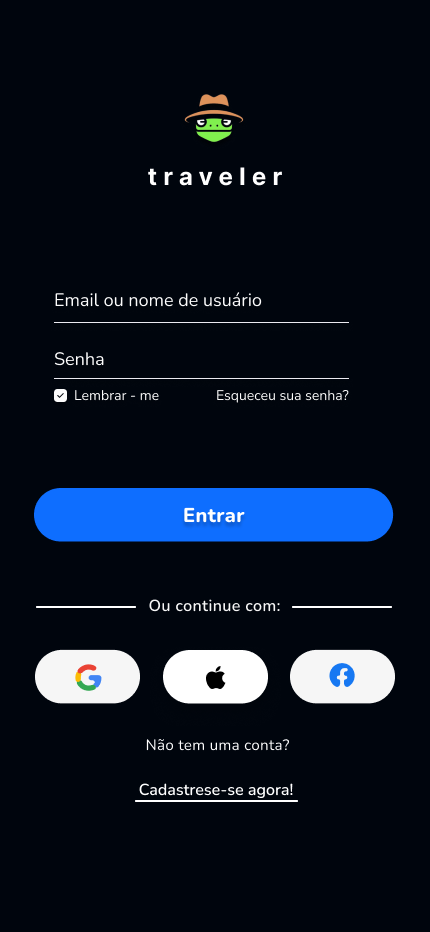 traveler
Email ou nome de usuário
Senha
Lembrar - me
Esqueceu sua senha?
Entrar
Ou continue com:
Não tem uma conta?
Cadastrese-se agora!